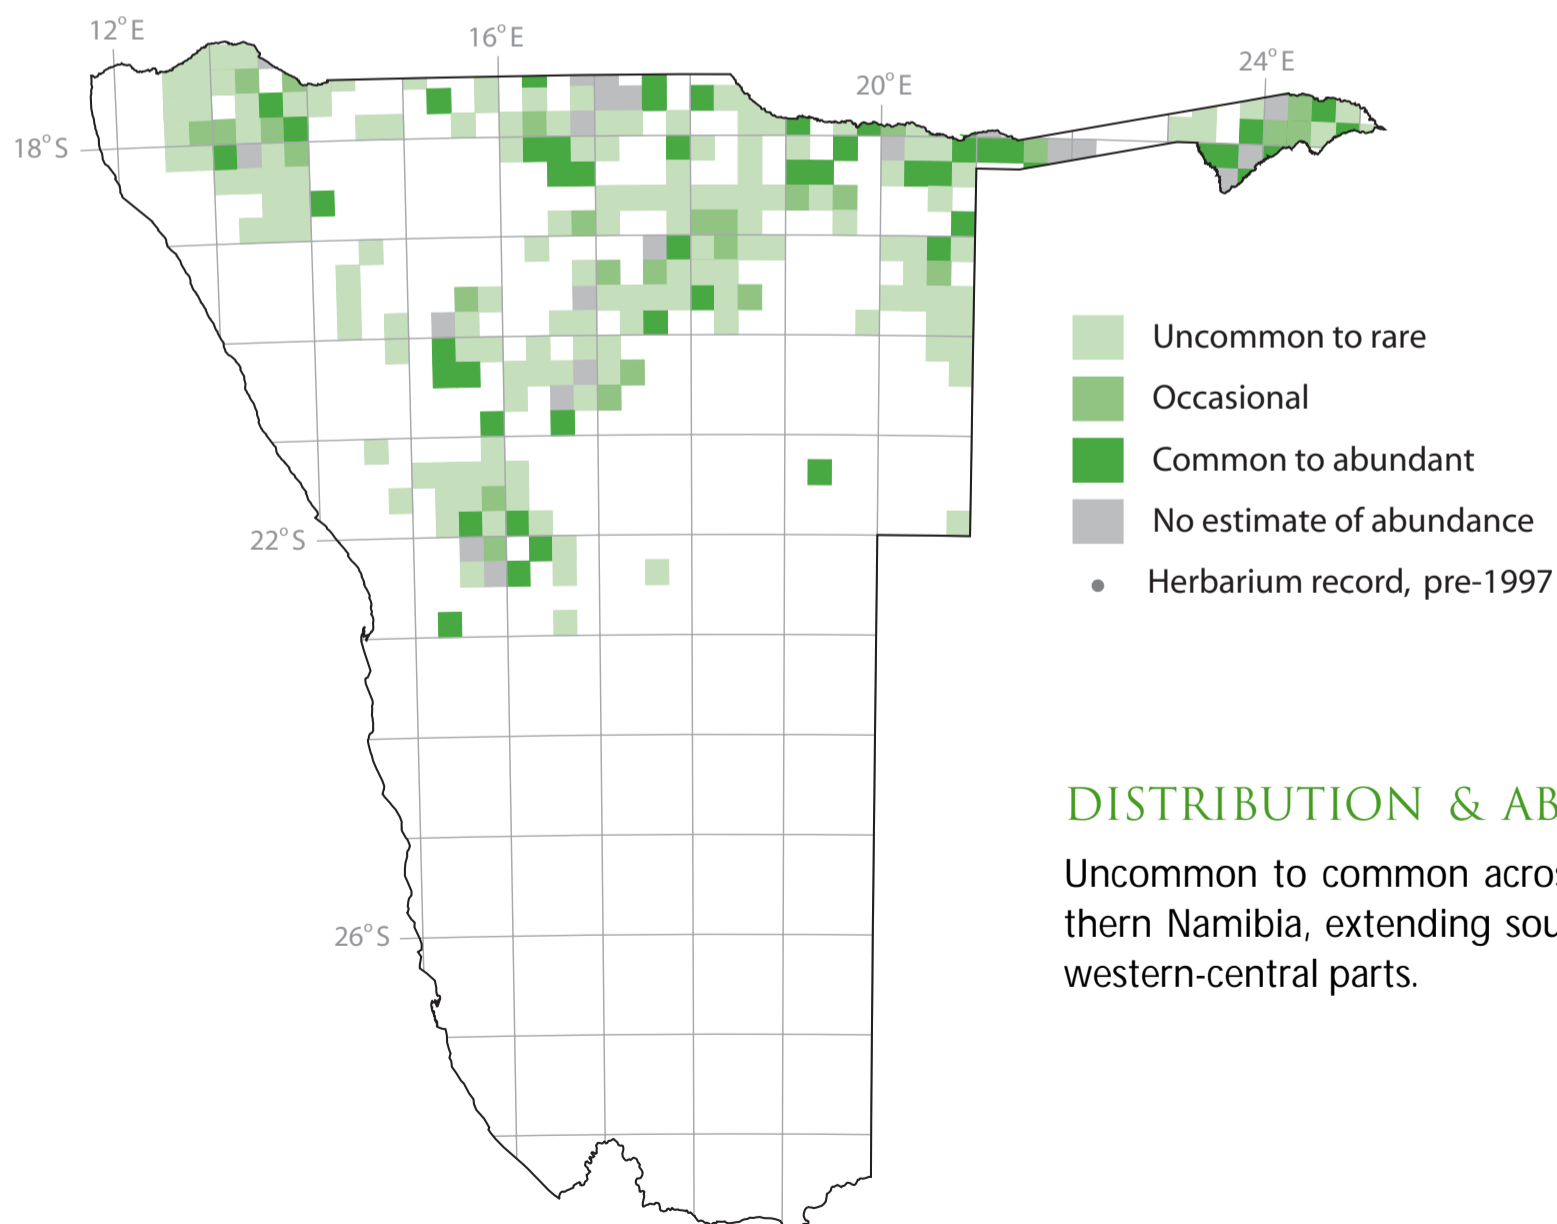 12°E
16°E
20°E
24°E
18°S
22°S
26°S
Uncommon to rare
Occasional
Common to abundant
No estimate of abundance
Herbarium record, pre-1997
DISTRIBUTION & AB
Uncommon to common acros
thern Namibia, extending sou
western-central parts.